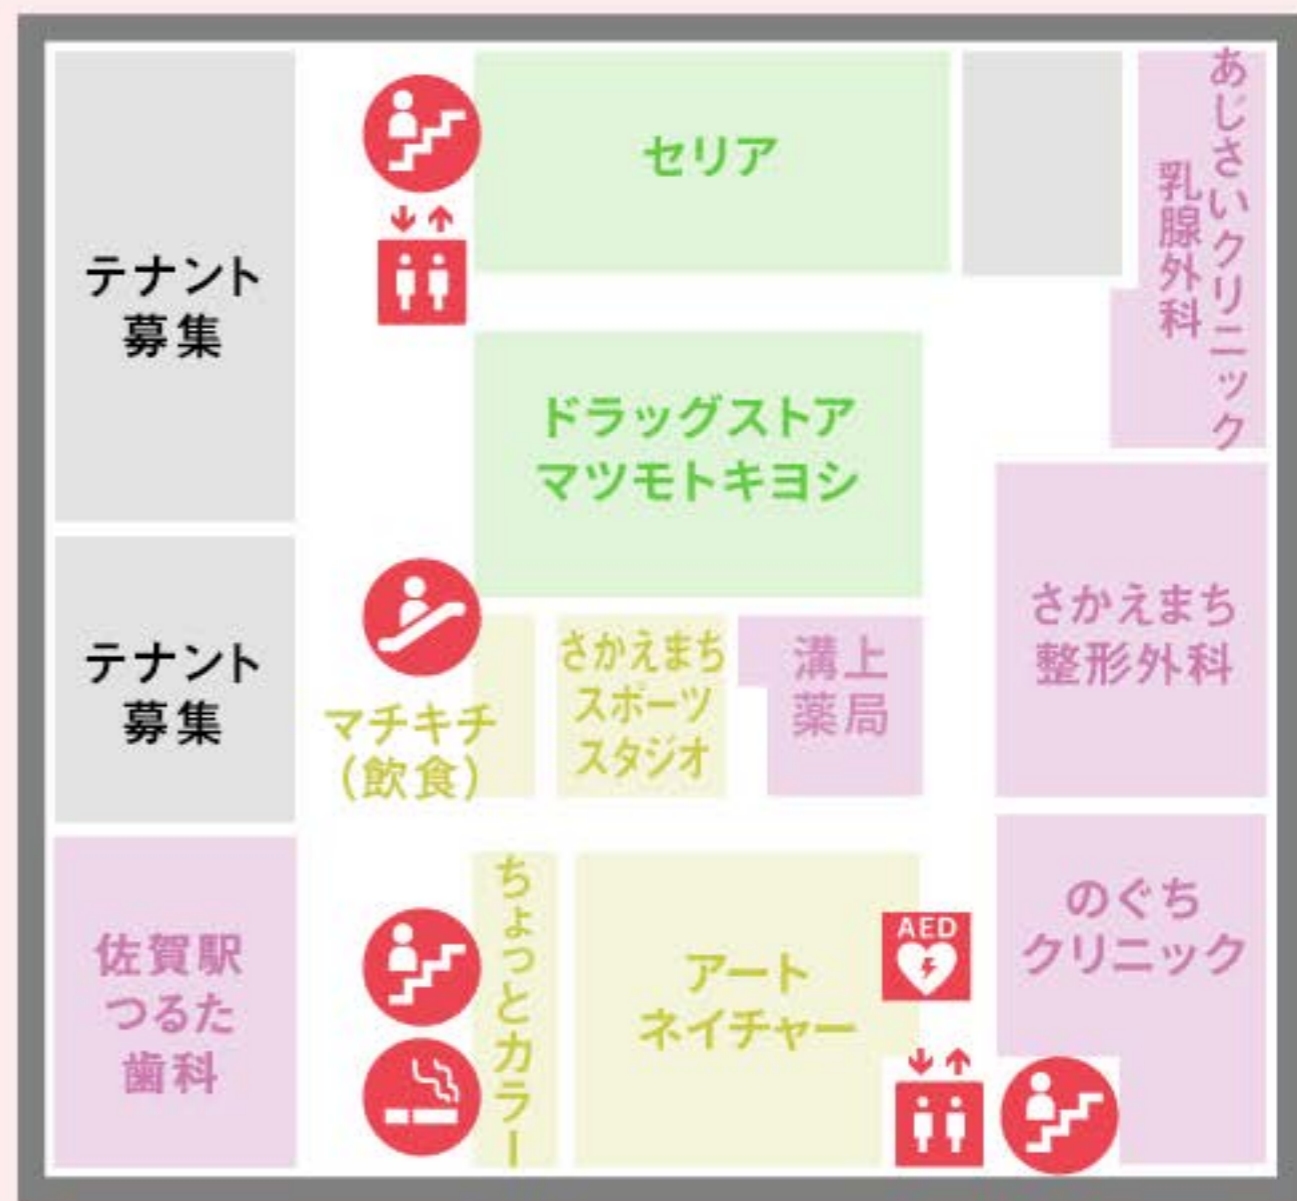 セリア
あじさいクリニック
乳腺外科
テナント
募集
ドラッグストア
マツモトキヨシ
さかえまち
整形外科
テナント
募集
マチキチ
(飲食)
さかえまち
スポーツ
スタジオ
溝上
薬局
佐賀駅
つるた
歯科
ちょっとカラー
アート
ネイチャー
AED
のぐち
クリニック